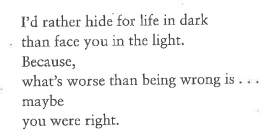 I'd rather hide for life in dark
than face you in the light.
Because,
what's worse than being wrong is . . .
maybe
you were right.